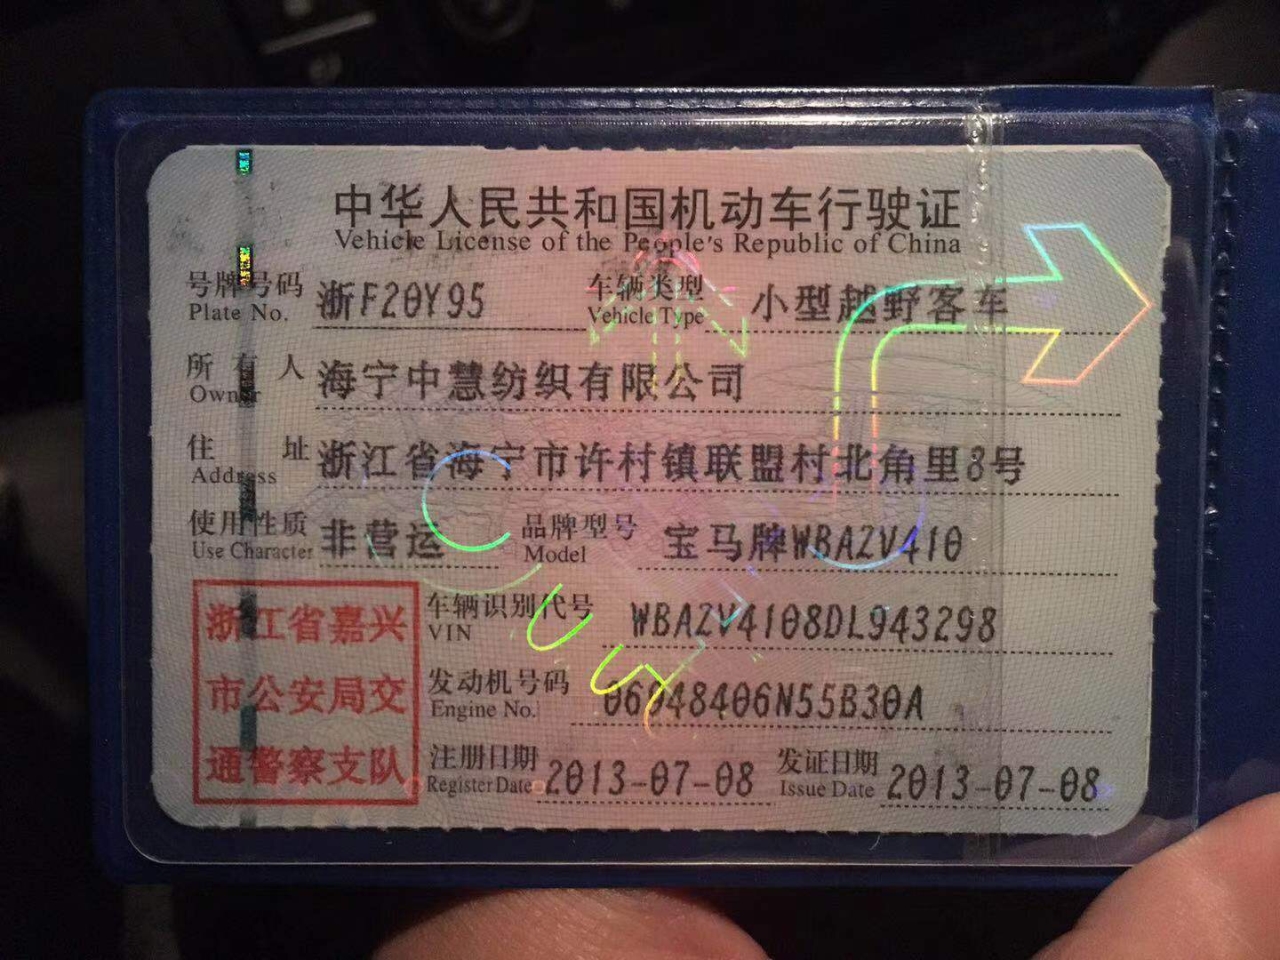 中华人民共和国机动车行驶证
Vehicle License of the People's Republic of China
号牌号码 浙F20Y95 车辆类型 小型越野客车
Plate No. Vehicle Type
所有人 海宁中慧纺织有限公司
Owner
住址 浙江省海宁市许村镇联盟村北角里8号
Address
使用性质 非营运 品牌型号 宝马牌WBAZV410
Use Character Model
车辆识别代号 WBAZV4108DL943298
VIN
发动机号码 06948406N55B30A
Engine No.
注册日期 2013-07-08 发证日期 2013-07-08
Register Date Issue Date
浙江省嘉兴
市公安局交
通警察支队